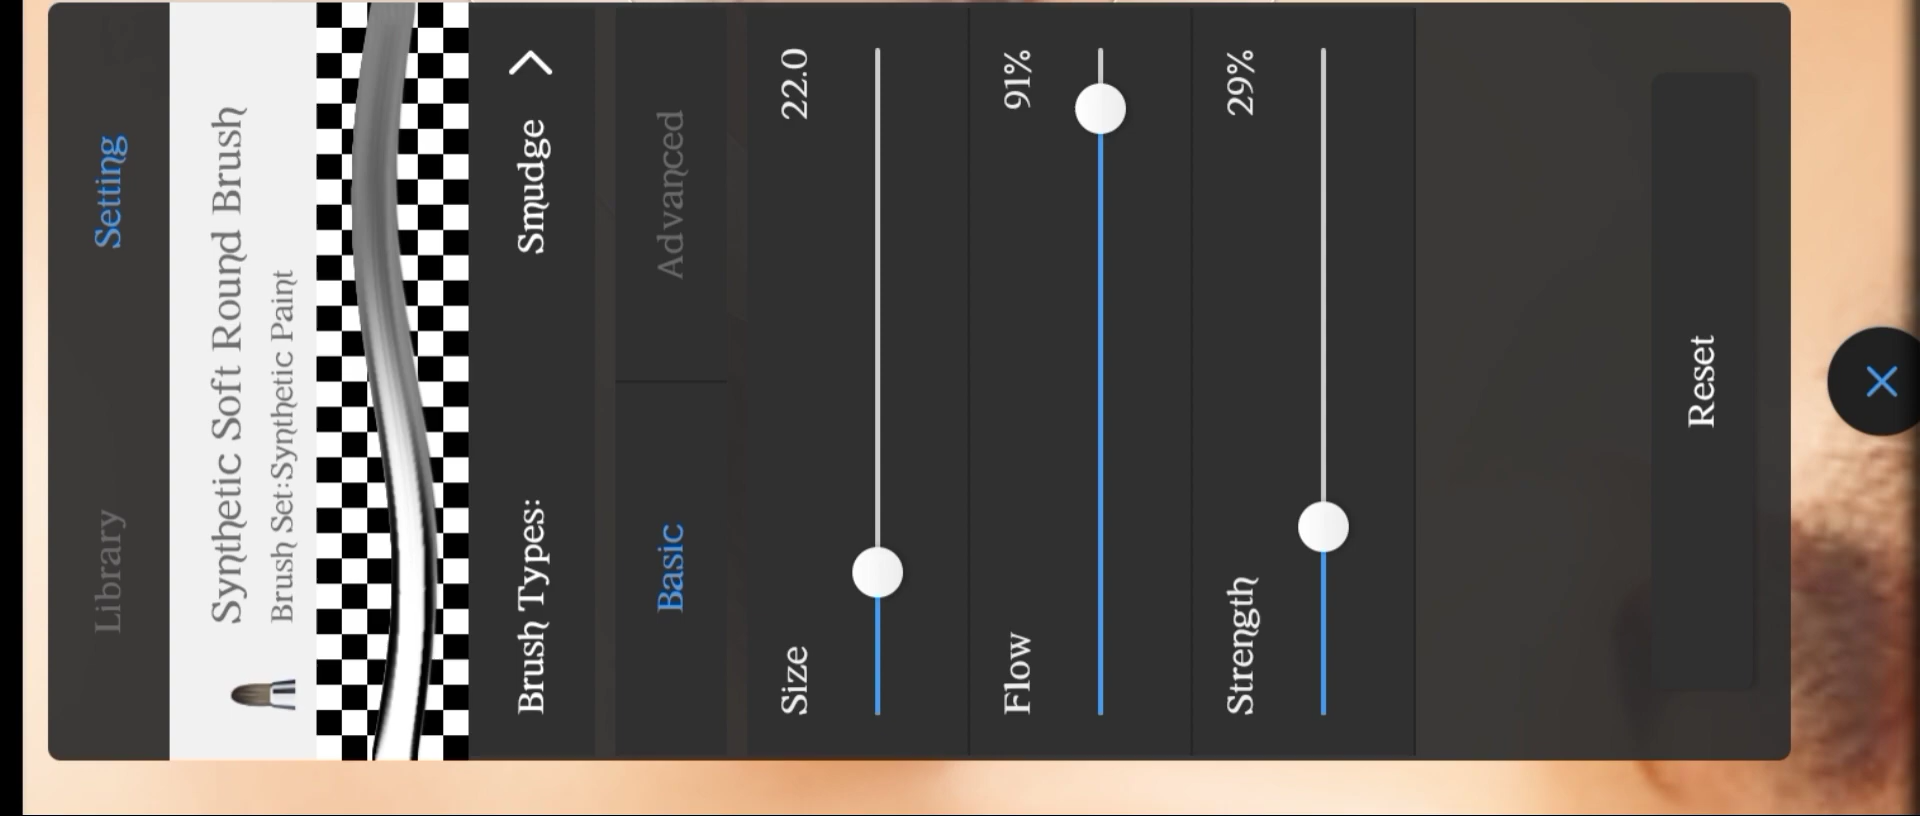 Library
Setting
Synthetic Soft Round Brush
Brush Set:Synthetic Paint
Brush Types:
Smudge
Basic
Advanced
Size
22.0
Flow
91%
Strength
29%
Reset